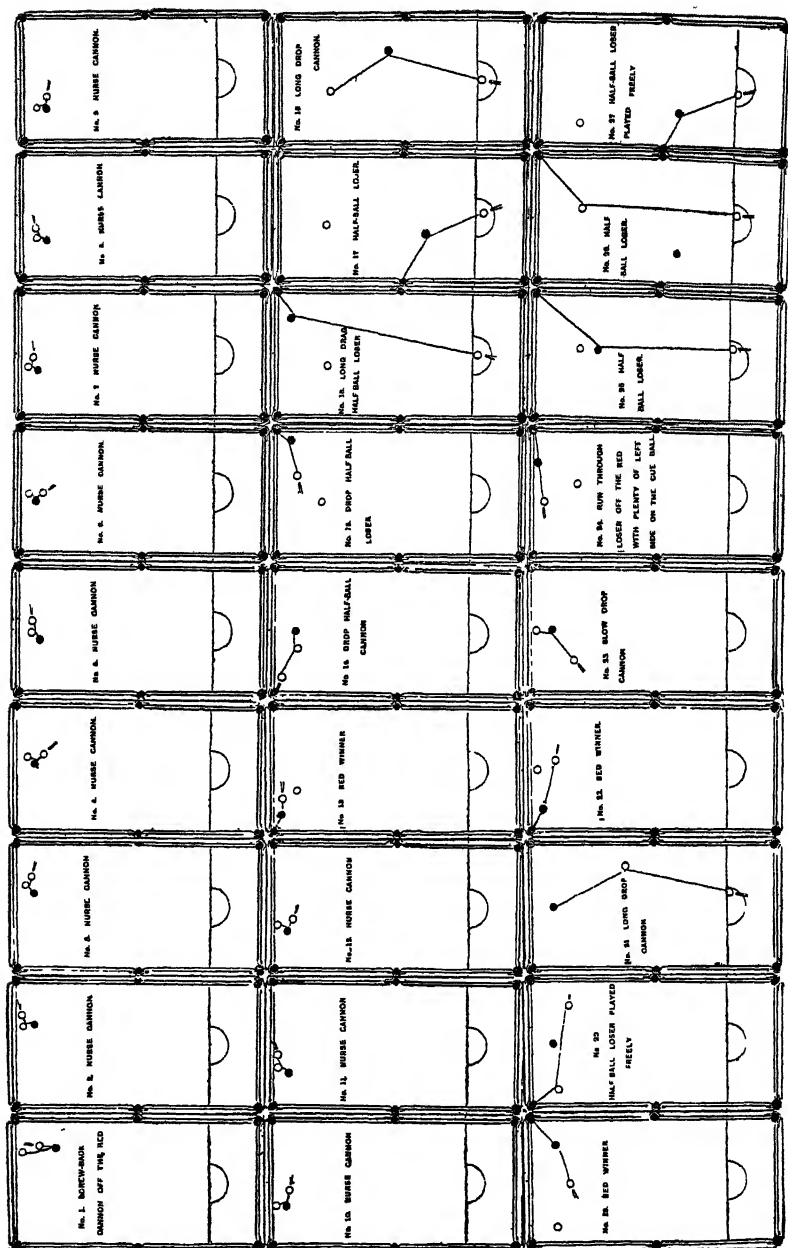 No. 1. SCREW-BACK
CANNON OFF THE RED
No. 2. NURSE CANNON
No. 3. NURSE CANNON
No. 4. NURSE CANNON.
No. 5. NURSE CANNON
No. 6. NURSE CANNON.
No. 7 NURSE CANNON
No. 8. NURSE CANNON
No. 9 NURSE CANNON.
No. 10. NURSE CANNON
No. 11. NURSE CANNON
No. 12. NURSE CANNON
No 13 RED WINNER
No 14 DROP HALF-BALL
CANNON
No. 15. DROP HALF BALL
LOSER
No. 16. LONG DRAG
HALF BALL LOSER
No 17 HALF-BALL LOSER.
No 18 LONG DROP
CANNON.
No. 19. RED WINNER
No 20
HALF BALL LOSER PLAYED
FREELY
No 21 LONG DROP
CANNON
No. 22. RED WINNER.
No 23 SLOW DROP
CANNON
No. 24. RUN THROUGH
LOSER OFF THE RED
WITH PLENTY OF LEFT
SIDE ON THE CUE BALL
No 25 HALF
BALL LOSER.
No. 26. HALF
BALL LOSER.
No 27 HALF-BALL LOSER
PLAYED FREELY